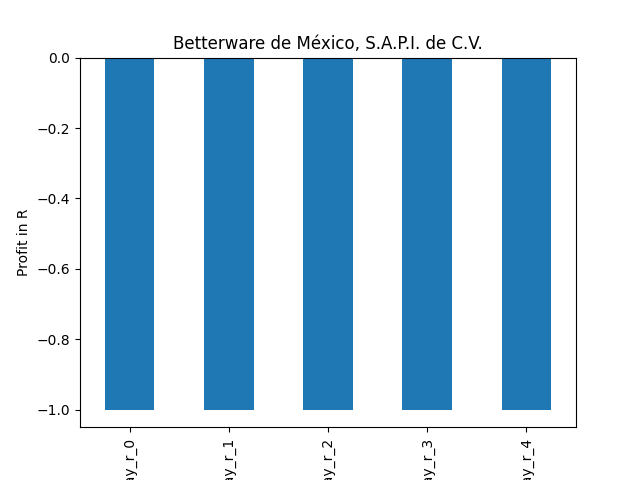 Betterware de México, S.A.P.I. de C.V.
Profit in R
0.0
−0.2
−0.4
−0.6
−0.8
−1.0
ay_r_0
ay_r_1
ay_r_2
ay_r_3
ay_r_4